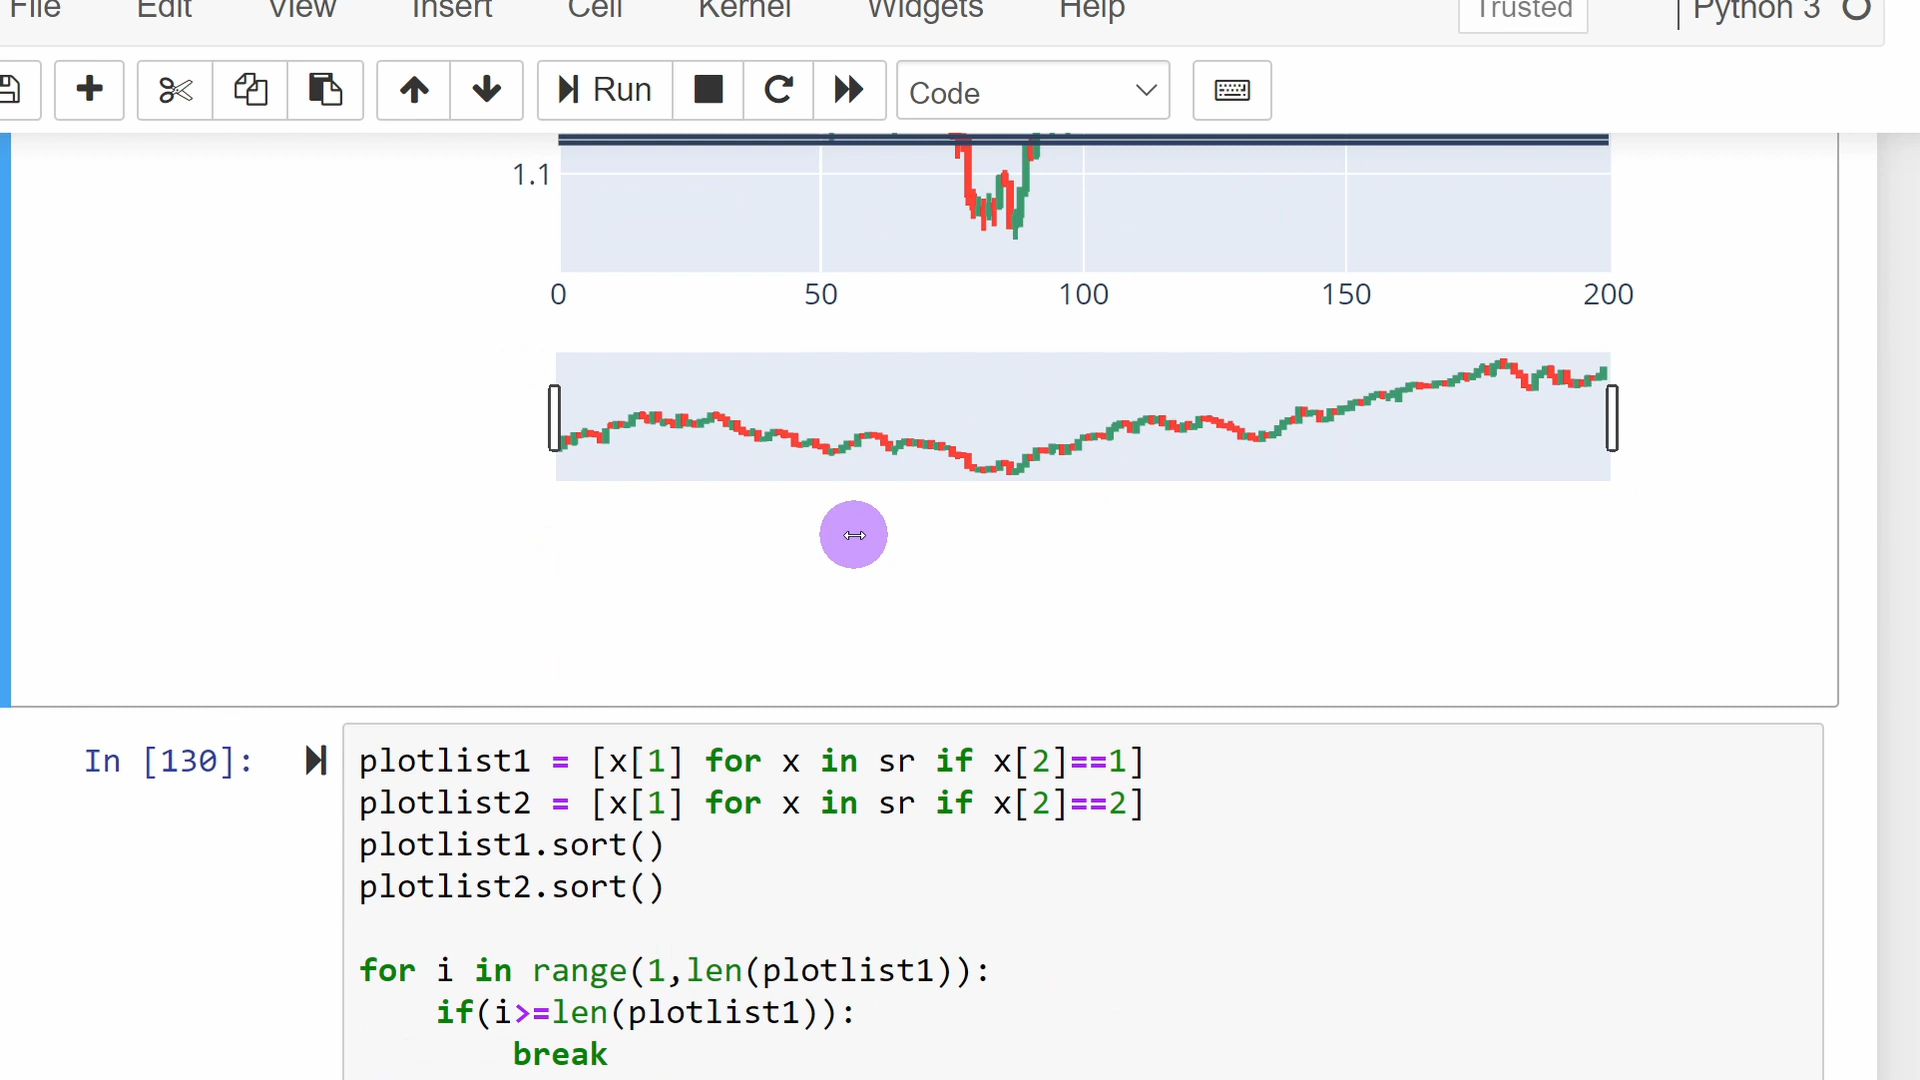 File Edit View Insert Cell Kernel Widgets Help Trusted Python 3
Run Code
1.1
0 50 100 150 200
In [130]:
plotlist1 = [x[1] for x in sr if x[2]==1]
plotlist2 = [x[1] for x in sr if x[2]==2]
plotlist1.sort()
plotlist2.sort()
for i in range(1,len(plotlist1)):
    if(i>=len(plotlist1)):
        break